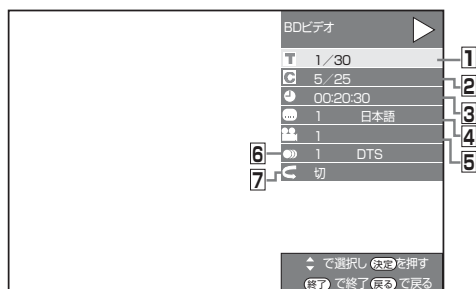 BDビデオ
T 1/30 1
C 5/25 2
00:20:30 3
1 日本語 4
1 5
6 1 DTS
7 切
で選択し 決定 を押す
終了 で終了 戻る で戻る